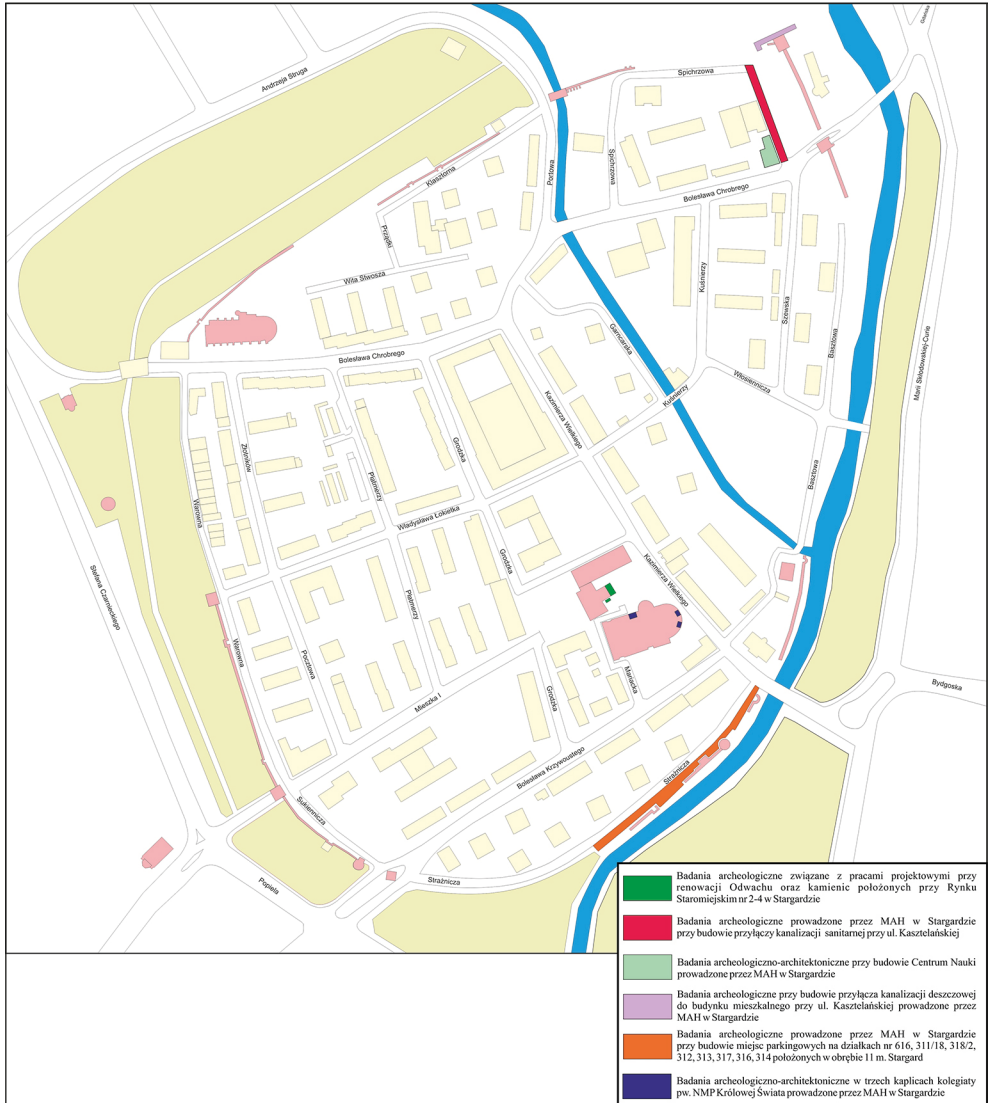 Gdańska
Andrzeja Struga
Spichrzowa
Spichrzowa
Portowa
Klasztorna
Bolesława Chrobrego
Prządki
Wita Stwosza
Kuśnierzy
Szewska
Basztowa
Garncarska
Bolesława Chrobrego
Marii Skłodowskiej-Curie
Włosiennicza
Kuśnierzy
Kazimierza Wielkiego
Grodzka
Złotników
Płatnerzy
Basztowa
Warowna
Władysława Łokietka
Grodzka
Kazimierza Wielkiego
Stefana Czarnieckiego
Płatnerzy
Warowna
Pocztowa
Mariacka
Bydgoska
Mieszka I
Grodzka
Bolesława Krzywoustego
Strażnicza
Sukiennicza
Strażnicza
Popiela
Badania archeologiczne związane z pracami projektowymi przy
renowacji Odwachu oraz kamienic położonych przy Rynku
Staromiejskim nr 2-4 w Stargardzie
Badania archeologiczne prowadzone przez MAH w Stargardzie
przy budowie przyłączy kanalizacji sanitarnej przy ul. Kasztelańskiej
Badania archeologiczno-architektoniczne przy budowie Centrum Nauki
prowadzone przez MAH w Stargardzie
Badania archeologiczne przy budowie przyłącza kanalizacji deszczowej
do budynku mieszkalnego przy ul. Kasztelańskiej prowadzone przez
MAH w Stargardzie
Badania archeologiczne prowadzone przez MAH w Stargardzie
przy budowie miejsc parkingowych na działkach nr 616, 311/18, 318/2,
312, 313, 317, 316, 314 położonych w obrębie 11 m. Stargard
Badania archeologiczno-architektoniczne w trzech kaplicach kolegiaty
pw. NMP Królowej Świata prowadzone przez MAH w Stargardzie